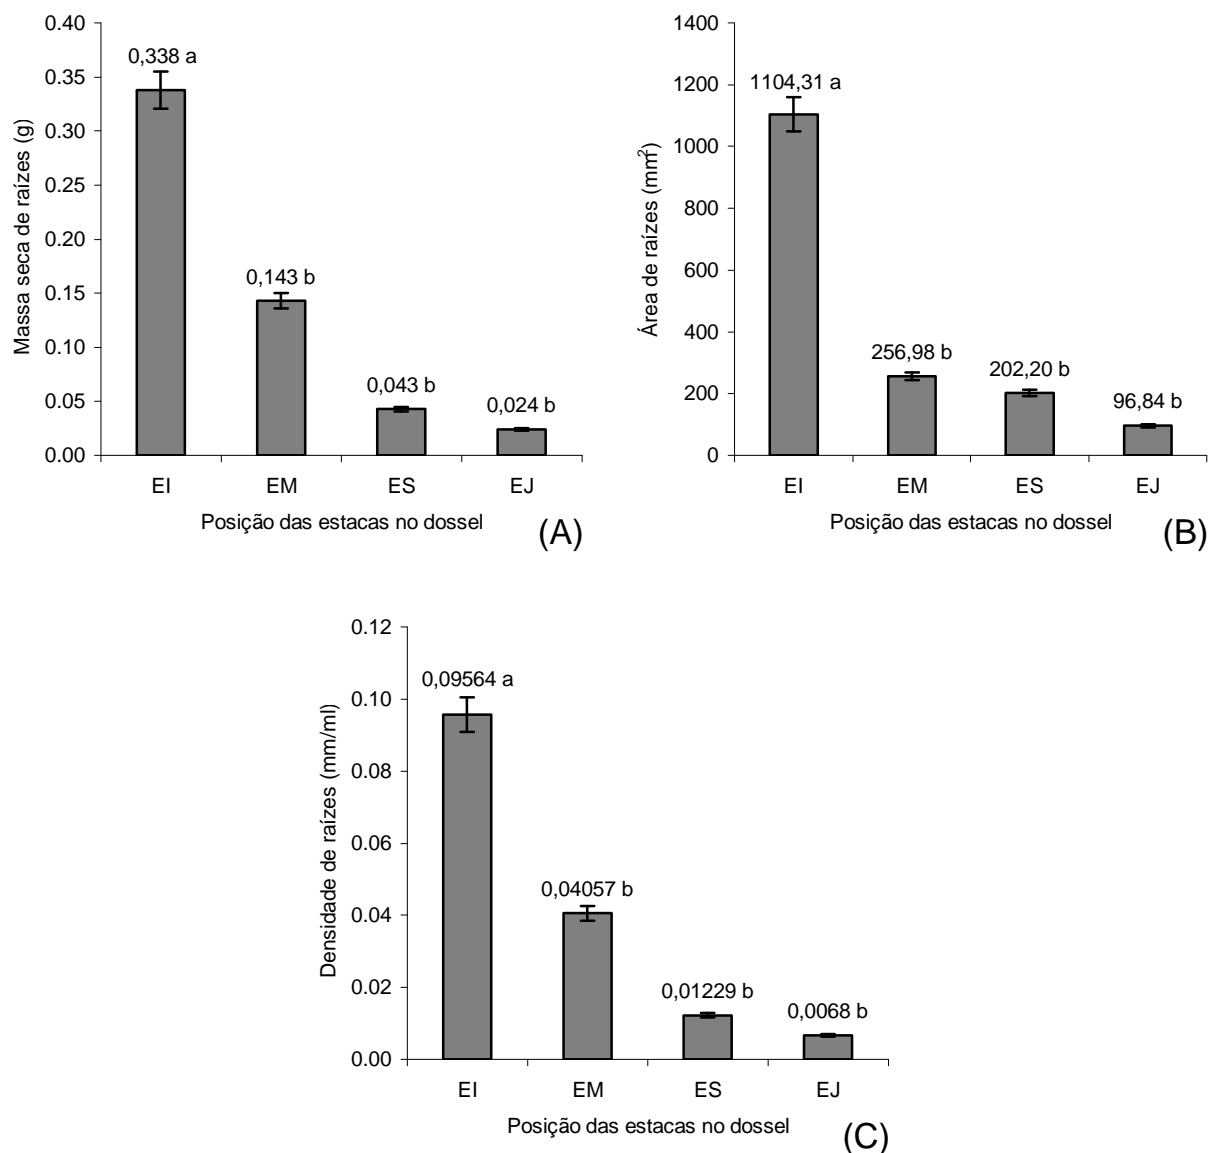 0.40
0.35
0.30
0.25
0.20
0.15
0.10
0.05
0.00
Massa seca de raízes (g)
0,338 a
0,143 b
0,043 b
0,024 b
EI EM ES EJ
Posição das estacas no dossel
(A)
1400
1200
1000
800
600
400
200
0
Área de raízes (mm²)
1104,31 a
256,98 b
202,20 b
96,84 b
EI EM ES EJ
Posição das estacas no dossel
(B)
0.12
0.10
0.08
0.06
0.04
0.02
0.00
Densidade de raízes (mm/ml)
0,09564 a
0,04057 b
0,01229 b
0,0068 b
EI EM ES EJ
Posição das estacas no dossel
(C)